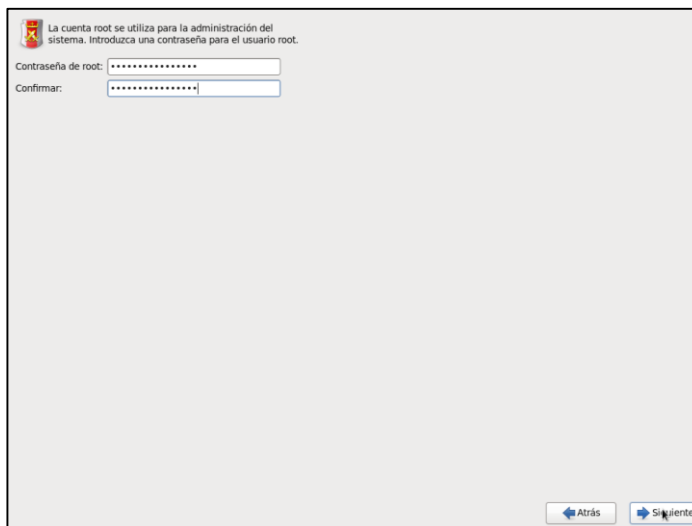 La cuenta root se utiliza para la administración del
sistema. Introduzca una contraseña para el usuario root.
Contraseña de root: ••••••••••••••••
Confirmar: ••••••••••••••••
Atrás Siguiente